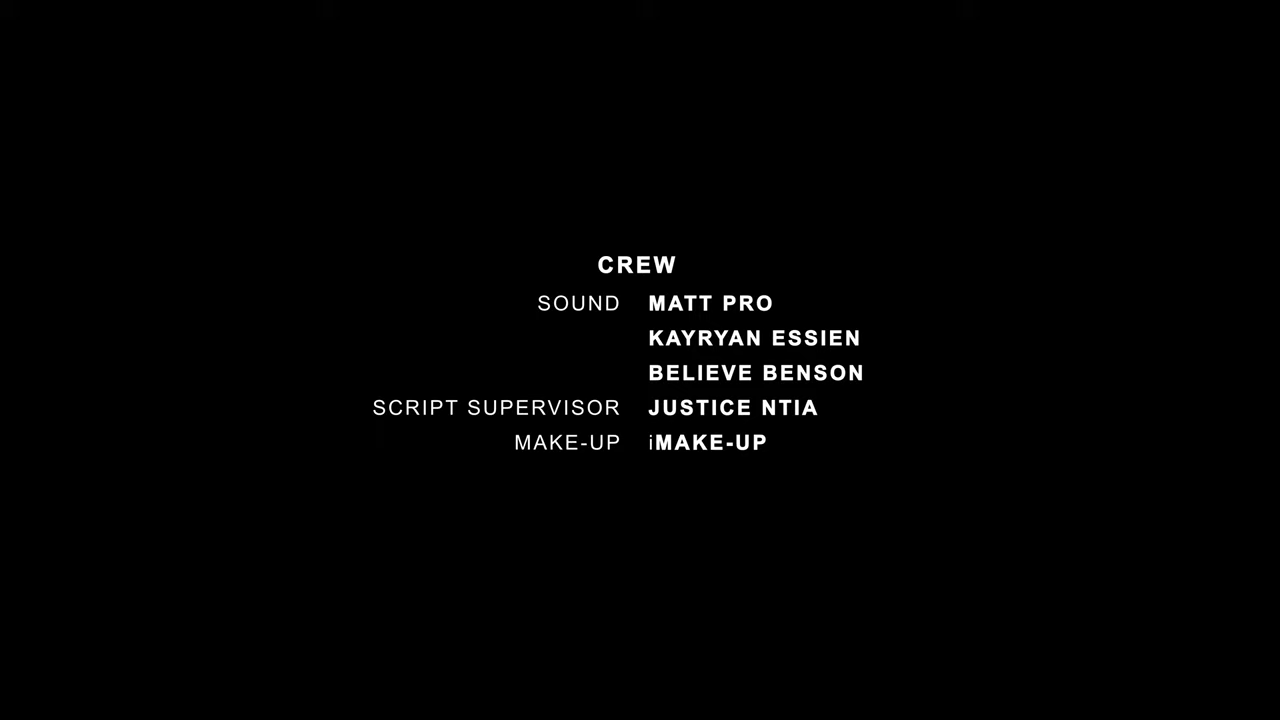 CREW
SOUND MATT PRO
KAYRYAN ESSIEN
BELIEVE BENSON
SCRIPT SUPERVISOR JUSTICE NTIA
MAKE-UP iMAKE-UP